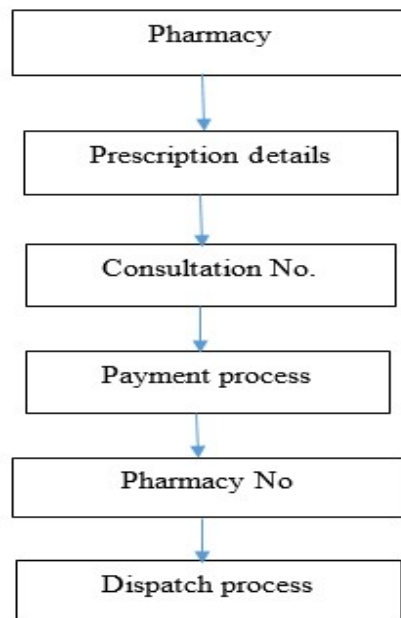 Pharmacy
Prescription details
Consultation No.
Payment process
Pharmacy No
Dispatch process